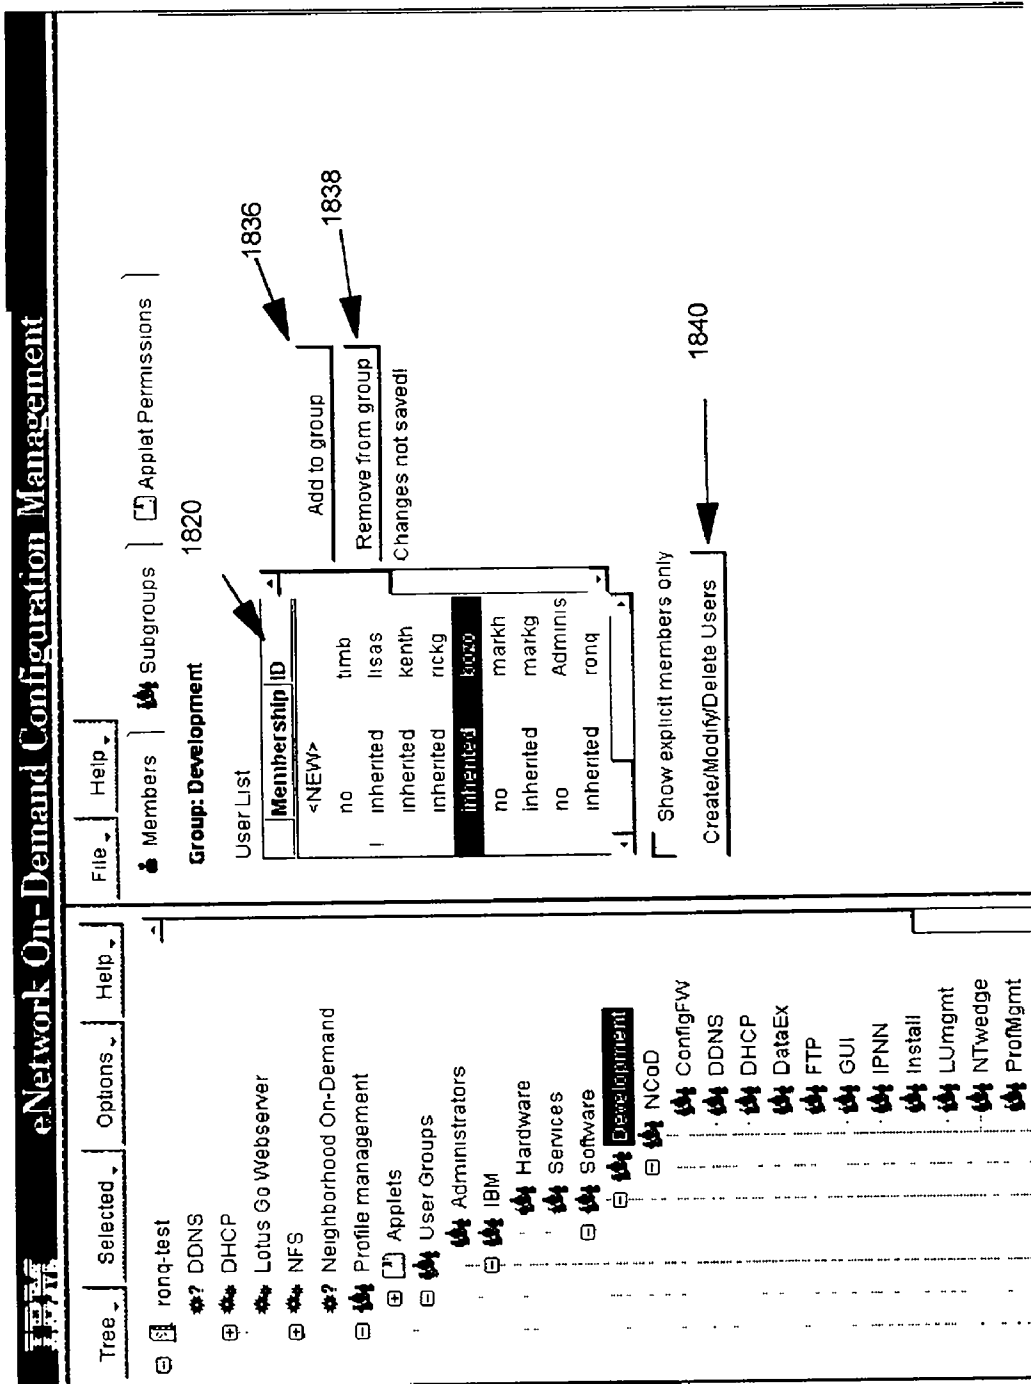 IBM eNetwork On-Demand Configuration Management
Tree Selected Options Help
ronq-test
? DDNS
DHCP
Lotus Go Webserver
NFS
? Neighborhood On-Demand
Profile management
Applets
User Groups
Administrators
IBM
Hardware
Services
Software
Development
NCoD
ConfigFW
DDNS
DHCP
DataEx
FTP
GUI
IPNN
Install
LUmgmt
NTwedge
ProfMgmt
File Help
Members Subgroups Applet Permissions
Group: Development
1820
User List
Membership ID
<NEW>
no timb
inherited lisas
inherited kenth
inherited rickg
inherited bozo
no markh
inherited markg
no Adminis
inherited ronq
Add to group
1836
Remove from group
1838
Changes not saved!
Show explicit members only
Create/Modify/Delete Users
1840